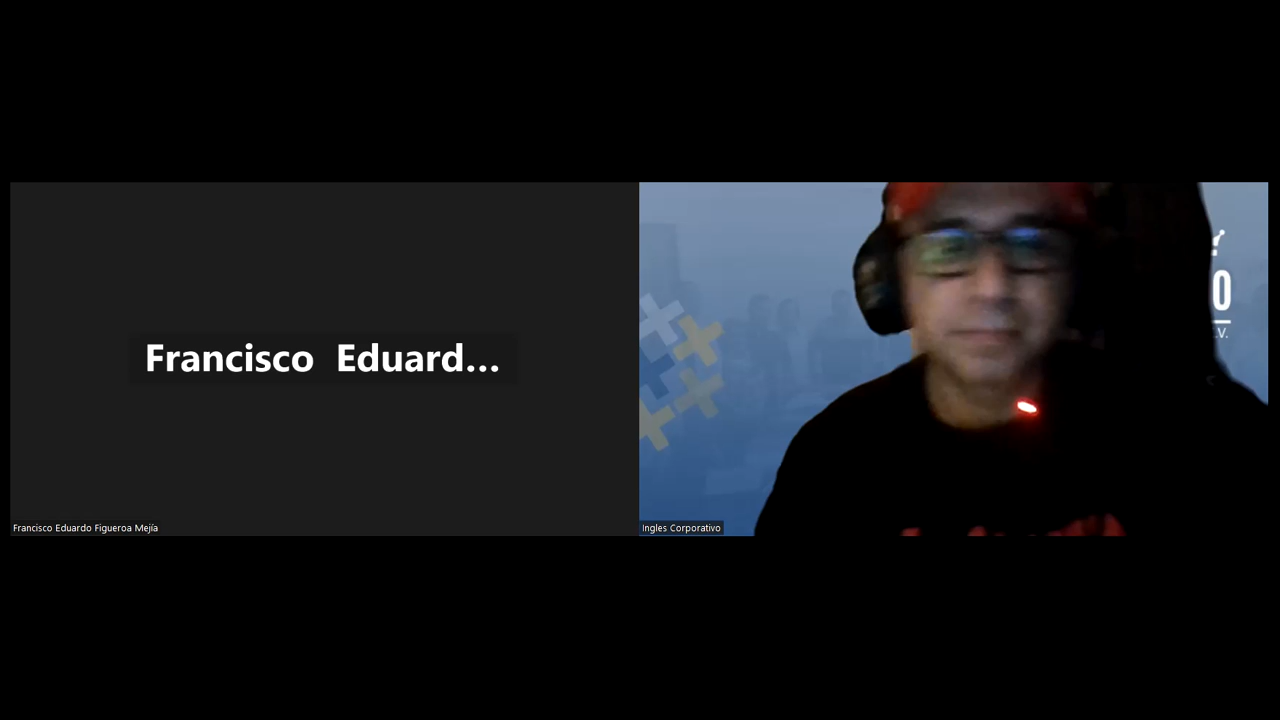 Francisco Eduard...
Francisco Eduardo Figueroa Mejía
Ingles Corporativo
O
.V.